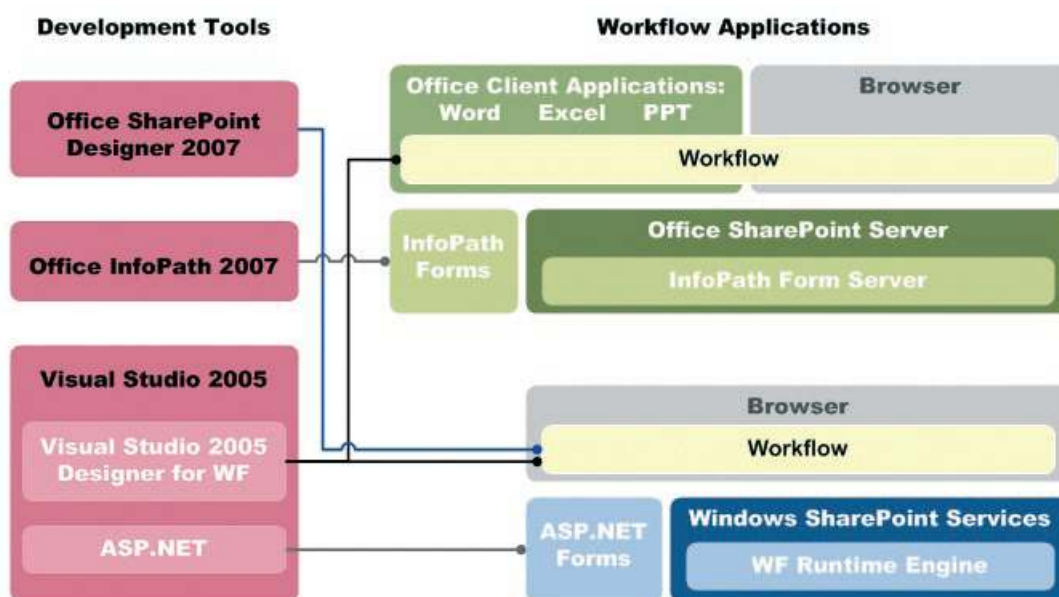 Development Tools
Workflow Applications
Office SharePoint
Designer 2007
Office InfoPath 2007
Visual Studio 2005
Visual Studio 2005
Designer for WF
ASP.NET
Office Client Applications:
Word Excel PPT
Browser
Workflow
InfoPath
Forms
Office SharePoint Server
InfoPath Form Server
Browser
Workflow
ASP.NET
Forms
Windows SharePoint Services
WF Runtime Engine